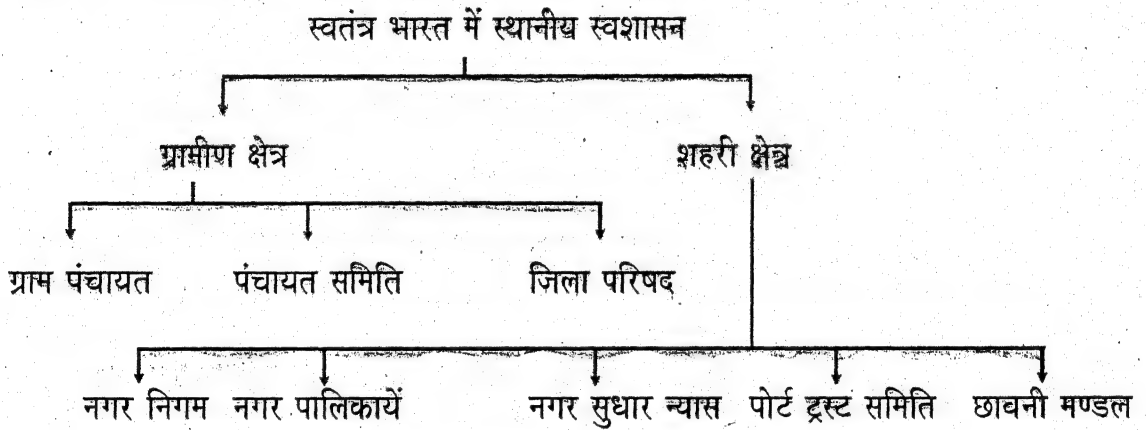 स्वतंत्र भारत में स्थानीय स्वशासन
ग्रामीण क्षेत्र शहरी क्षेत्र
ग्राम पंचायत पंचायत समिति जिला परिषद
नगर निगम नगर पालिकायें नगर सुधार न्यास पोर्ट ट्रस्ट समिति छावनी मण्डल